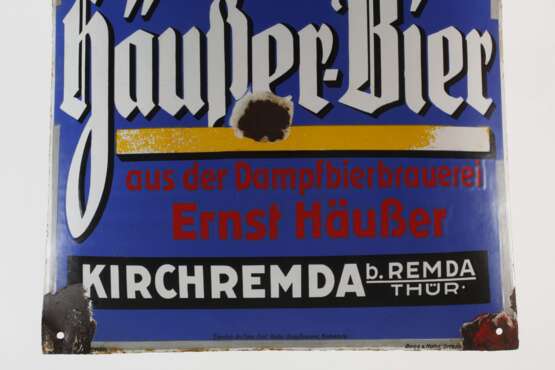 Häußer-Bier
aus der Dampfbierbrauerei
Ernst Häußer
KIRCHREMDA b. REMDA
THÜR.